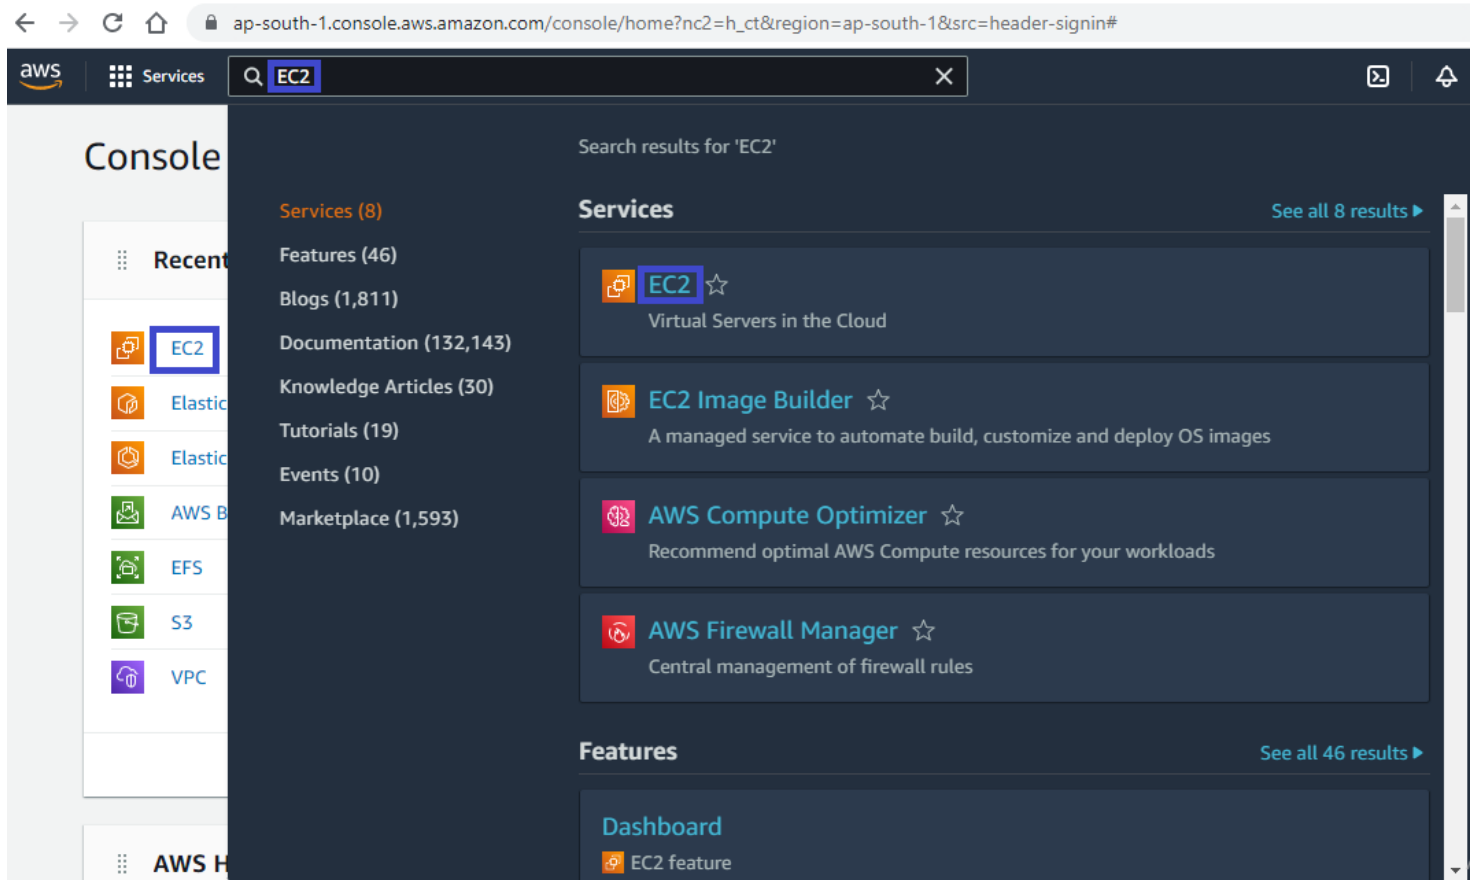 ap-south-1.console.aws.amazon.com/console/home?nc2=h_ct&region=ap-south-1&src=header-signin#
aws
Services
EC2
Console
Recent
EC2
Elastic
Elastic
AWS B
EFS
S3
VPC
AWS H
Search results for 'EC2'
Services (8)
Features (46)
Blogs (1,811)
Documentation (132,143)
Knowledge Articles (30)
Tutorials (19)
Events (10)
Marketplace (1,593)
Services
See all 8 results
EC2
Virtual Servers in the Cloud
EC2 Image Builder
A managed service to automate build, customize and deploy OS images
AWS Compute Optimizer
Recommend optimal AWS Compute resources for your workloads
AWS Firewall Manager
Central management of firewall rules
Features
See all 46 results
Dashboard
EC2 feature